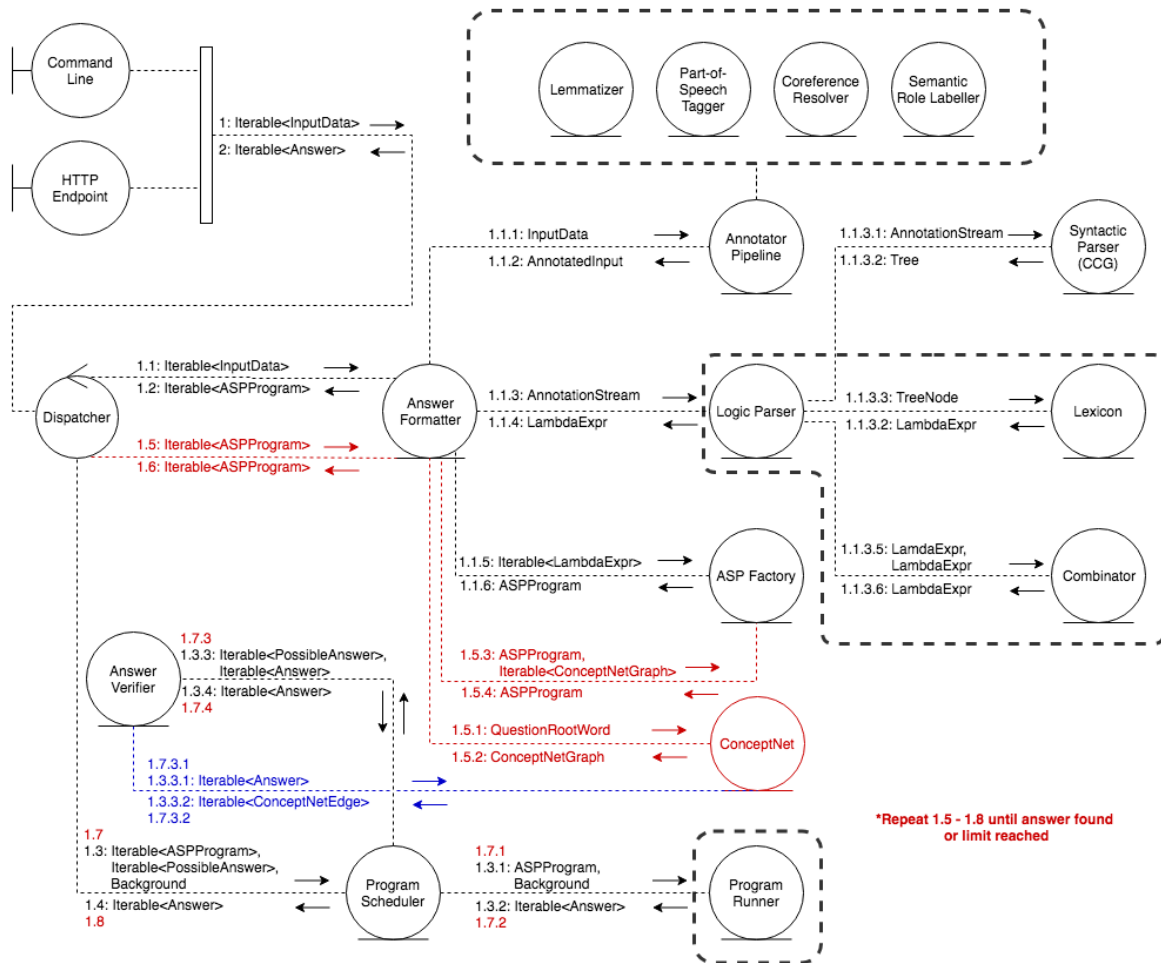 Command
Line
HTTP
Endpoint
1: Iterable<InputData>
2: Iterable<Answer>
Lemmatizer
Part-of-
Speech
Tagger
Coreference
Resolver
Semantic
Role Labeller
1.1.1: InputData
1.1.2: AnnotatedInput
Annotator
Pipeline
1.1.3.1: AnnotationStream
1.1.3.2: Tree
Syntactic
Parser
(CCG)
1.1: Iterable<InputData>
1.2: Iterable<ASPProgram>
Dispatcher
1.5: Iterable<ASPProgram>
1.6: Iterable<ASPProgram>
Answer
Formatter
1.1.3: AnnotationStream
1.1.4: LambdaExpr
Logic Parser
1.1.3.3: TreeNode
1.1.3.2: LambdaExpr
Lexicon
1.1.5: Iterable<LambdaExpr>
1.1.6: ASPProgram
ASP Factory
1.1.3.5: LamdaExpr,
LambdaExpr
1.1.3.6: LambdaExpr
Combinator
Answer
Verifier
1.7.3
1.3.3: Iterable<PossibleAnswer>,
Iterable<Answer>
1.3.4: Iterable<Answer>
1.7.4
1.5.3: ASPProgram,
Iterable<ConceptNetGraph>
1.5.4: ASPProgram
1.5.1: QuestionRootWord
1.5.2: ConceptNetGraph
ConceptNet
1.7.3.1
1.3.3.1: Iterable<Answer>
1.3.3.2: Iterable<ConceptNetEdge>
1.7.3.2
*Repeat 1.5 - 1.8 until answer found
or limit reached
1.7
1.3: Iterable<ASPProgram>,
Iterable<PossibleAnswer>,
Background
1.4: Iterable<Answer>
1.8
Program
Scheduler
1.7.1
1.3.1: ASPProgram,
Background
1.3.2: Iterable<Answer>
1.7.2
Program
Runner